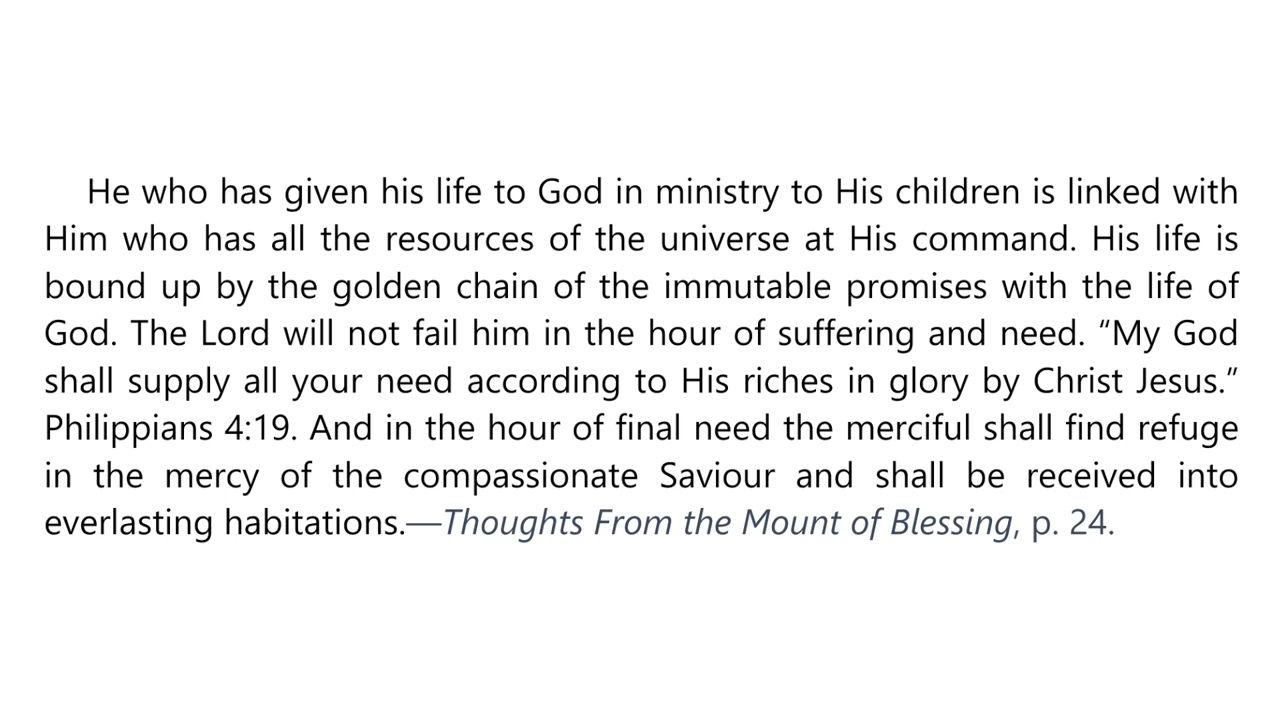 He who has given his life to God in ministry to His children is linked with
Him who has all the resources of the universe at His command. His life is
bound up by the golden chain of the immutable promises with the life of
God. The Lord will not fail him in the hour of suffering and need. “My God
shall supply all your need according to His riches in glory by Christ Jesus.”
Philippians 4:19. And in the hour of final need the merciful shall find refuge
in the mercy of the compassionate Saviour and shall be received into
everlasting habitations.—Thoughts From the Mount of Blessing, p. 24.